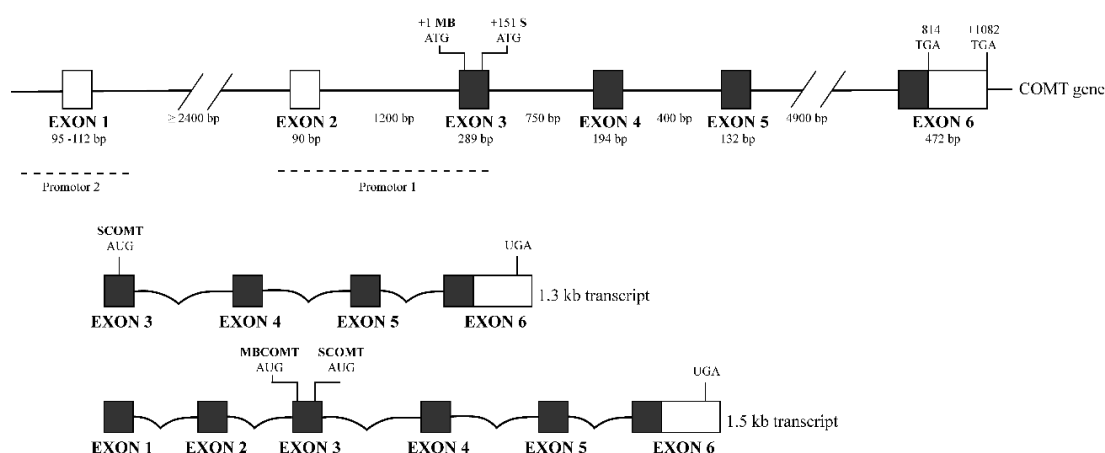 +1 MB +151 S
ATG ATG
814 +1082
TGA TGA
COMT gene
EXON 1 ≥ 2400 bp EXON 2 1200 bp EXON 3 750 bp EXON 4 400 bp EXON 5 4900 bp EXON 6
95 -112 bp 90 bp 289 bp 194 bp 132 bp 472 bp
Promotor 2 Promotor 1
SCOMT
AUG
UGA
1.3 kb transcript
EXON 3 EXON 4 EXON 5 EXON 6
MBCOMT SCOMT
AUG AUG
UGA
1.5 kb transcript
EXON 1 EXON 2 EXON 3 EXON 4 EXON 5 EXON 6